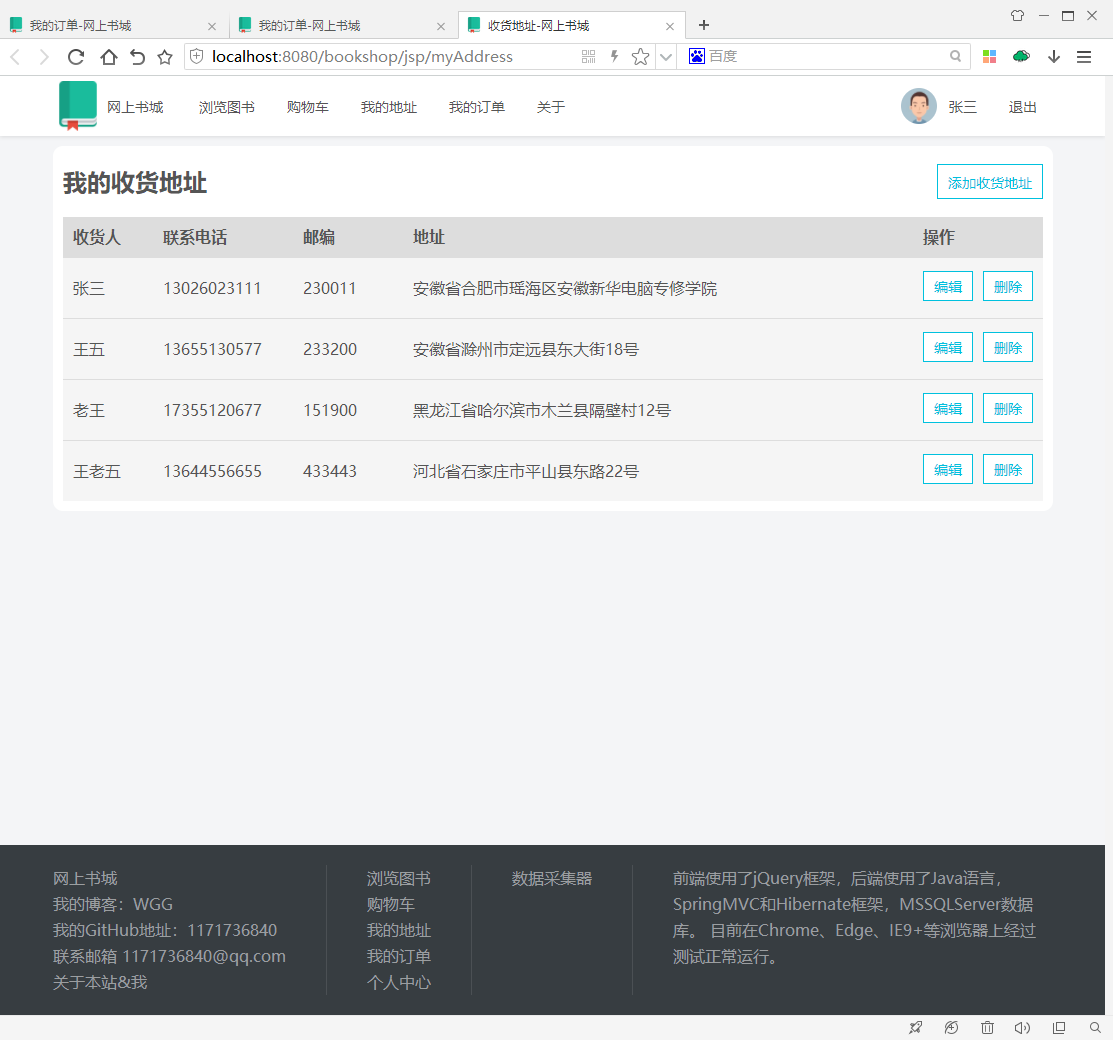 我的订单-网上书城
我的订单-网上书城
收货地址-网上书城
localhost:8080/bookshop/jsp/myAddress
百度
网上书城 浏览图书 购物车 我的地址 我的订单 关于 张三 退出
我的收货地址 添加收货地址
收货人 联系电话 邮编 地址 操作
张三 13026023111 230011 安徽省合肥市瑶海区安徽新华电脑专修学院 编辑 删除
王五 13655130577 233200 安徽省滁州市定远县东大街18号 编辑 删除
老王 17355120677 151900 黑龙江省哈尔滨市木兰县隔壁村12号 编辑 删除
王老五 13644556655 433443 河北省石家庄市平山县东路22号 编辑 删除
网上书城
我的博客：WGG
我的GitHub地址：1171736840
联系邮箱 1171736840@qq.com
关于本站&我
浏览图书
购物车
我的地址
我的订单
个人中心
数据采集器
前端使用了jQuery框架，后端使用了Java语言，
SpringMVC和Hibernate框架，MSSQLServer数据
库。 目前在Chrome、Edge、IE9+等浏览器上经过
测试正常运行。